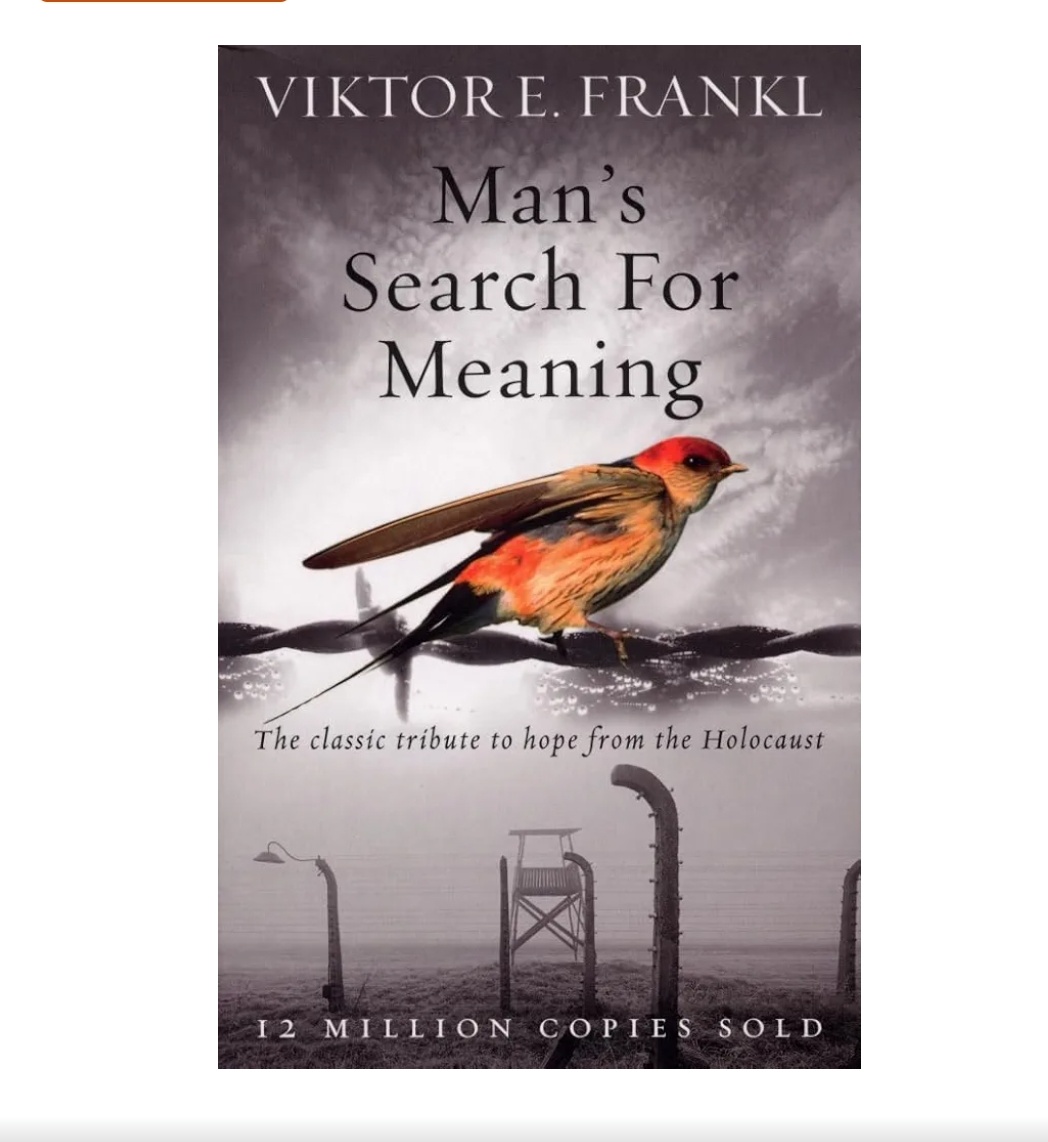 VIKTOR E. FRANKL
Man’s
Search For
Meaning
The classic tribute to hope from the Holocaust
12 MILLION COPIES SOLD